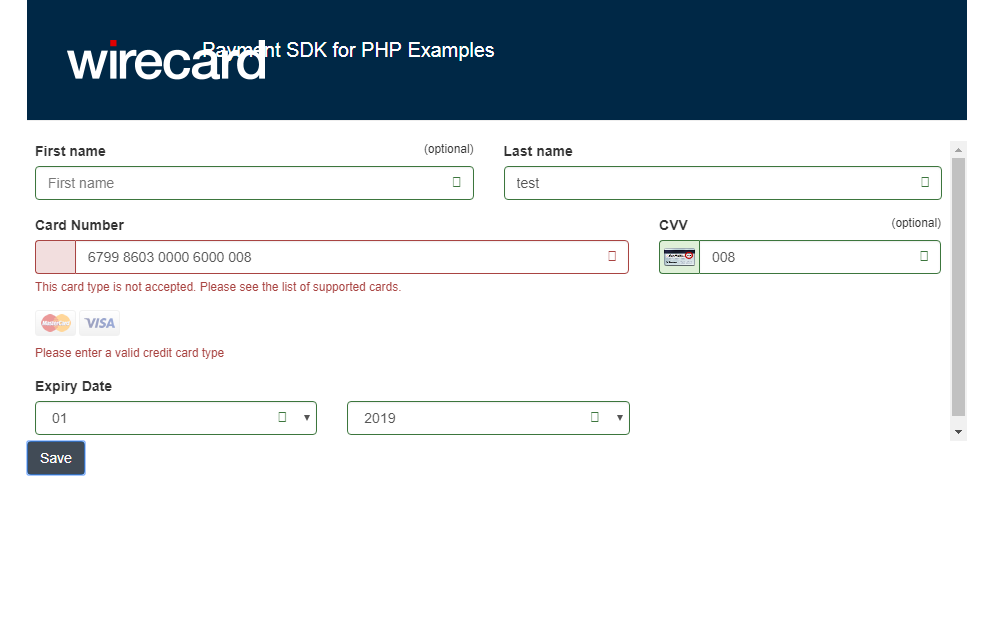 wirecard
Payment SDK for PHP Examples
First name (optional) Last name
First name test
Card Number CVV (optional)
6799 8603 0000 6000 008 008
This card type is not accepted. Please see the list of supported cards.
MasterCard VISA
Please enter a valid credit card type
Expiry Date
01 2019
Save